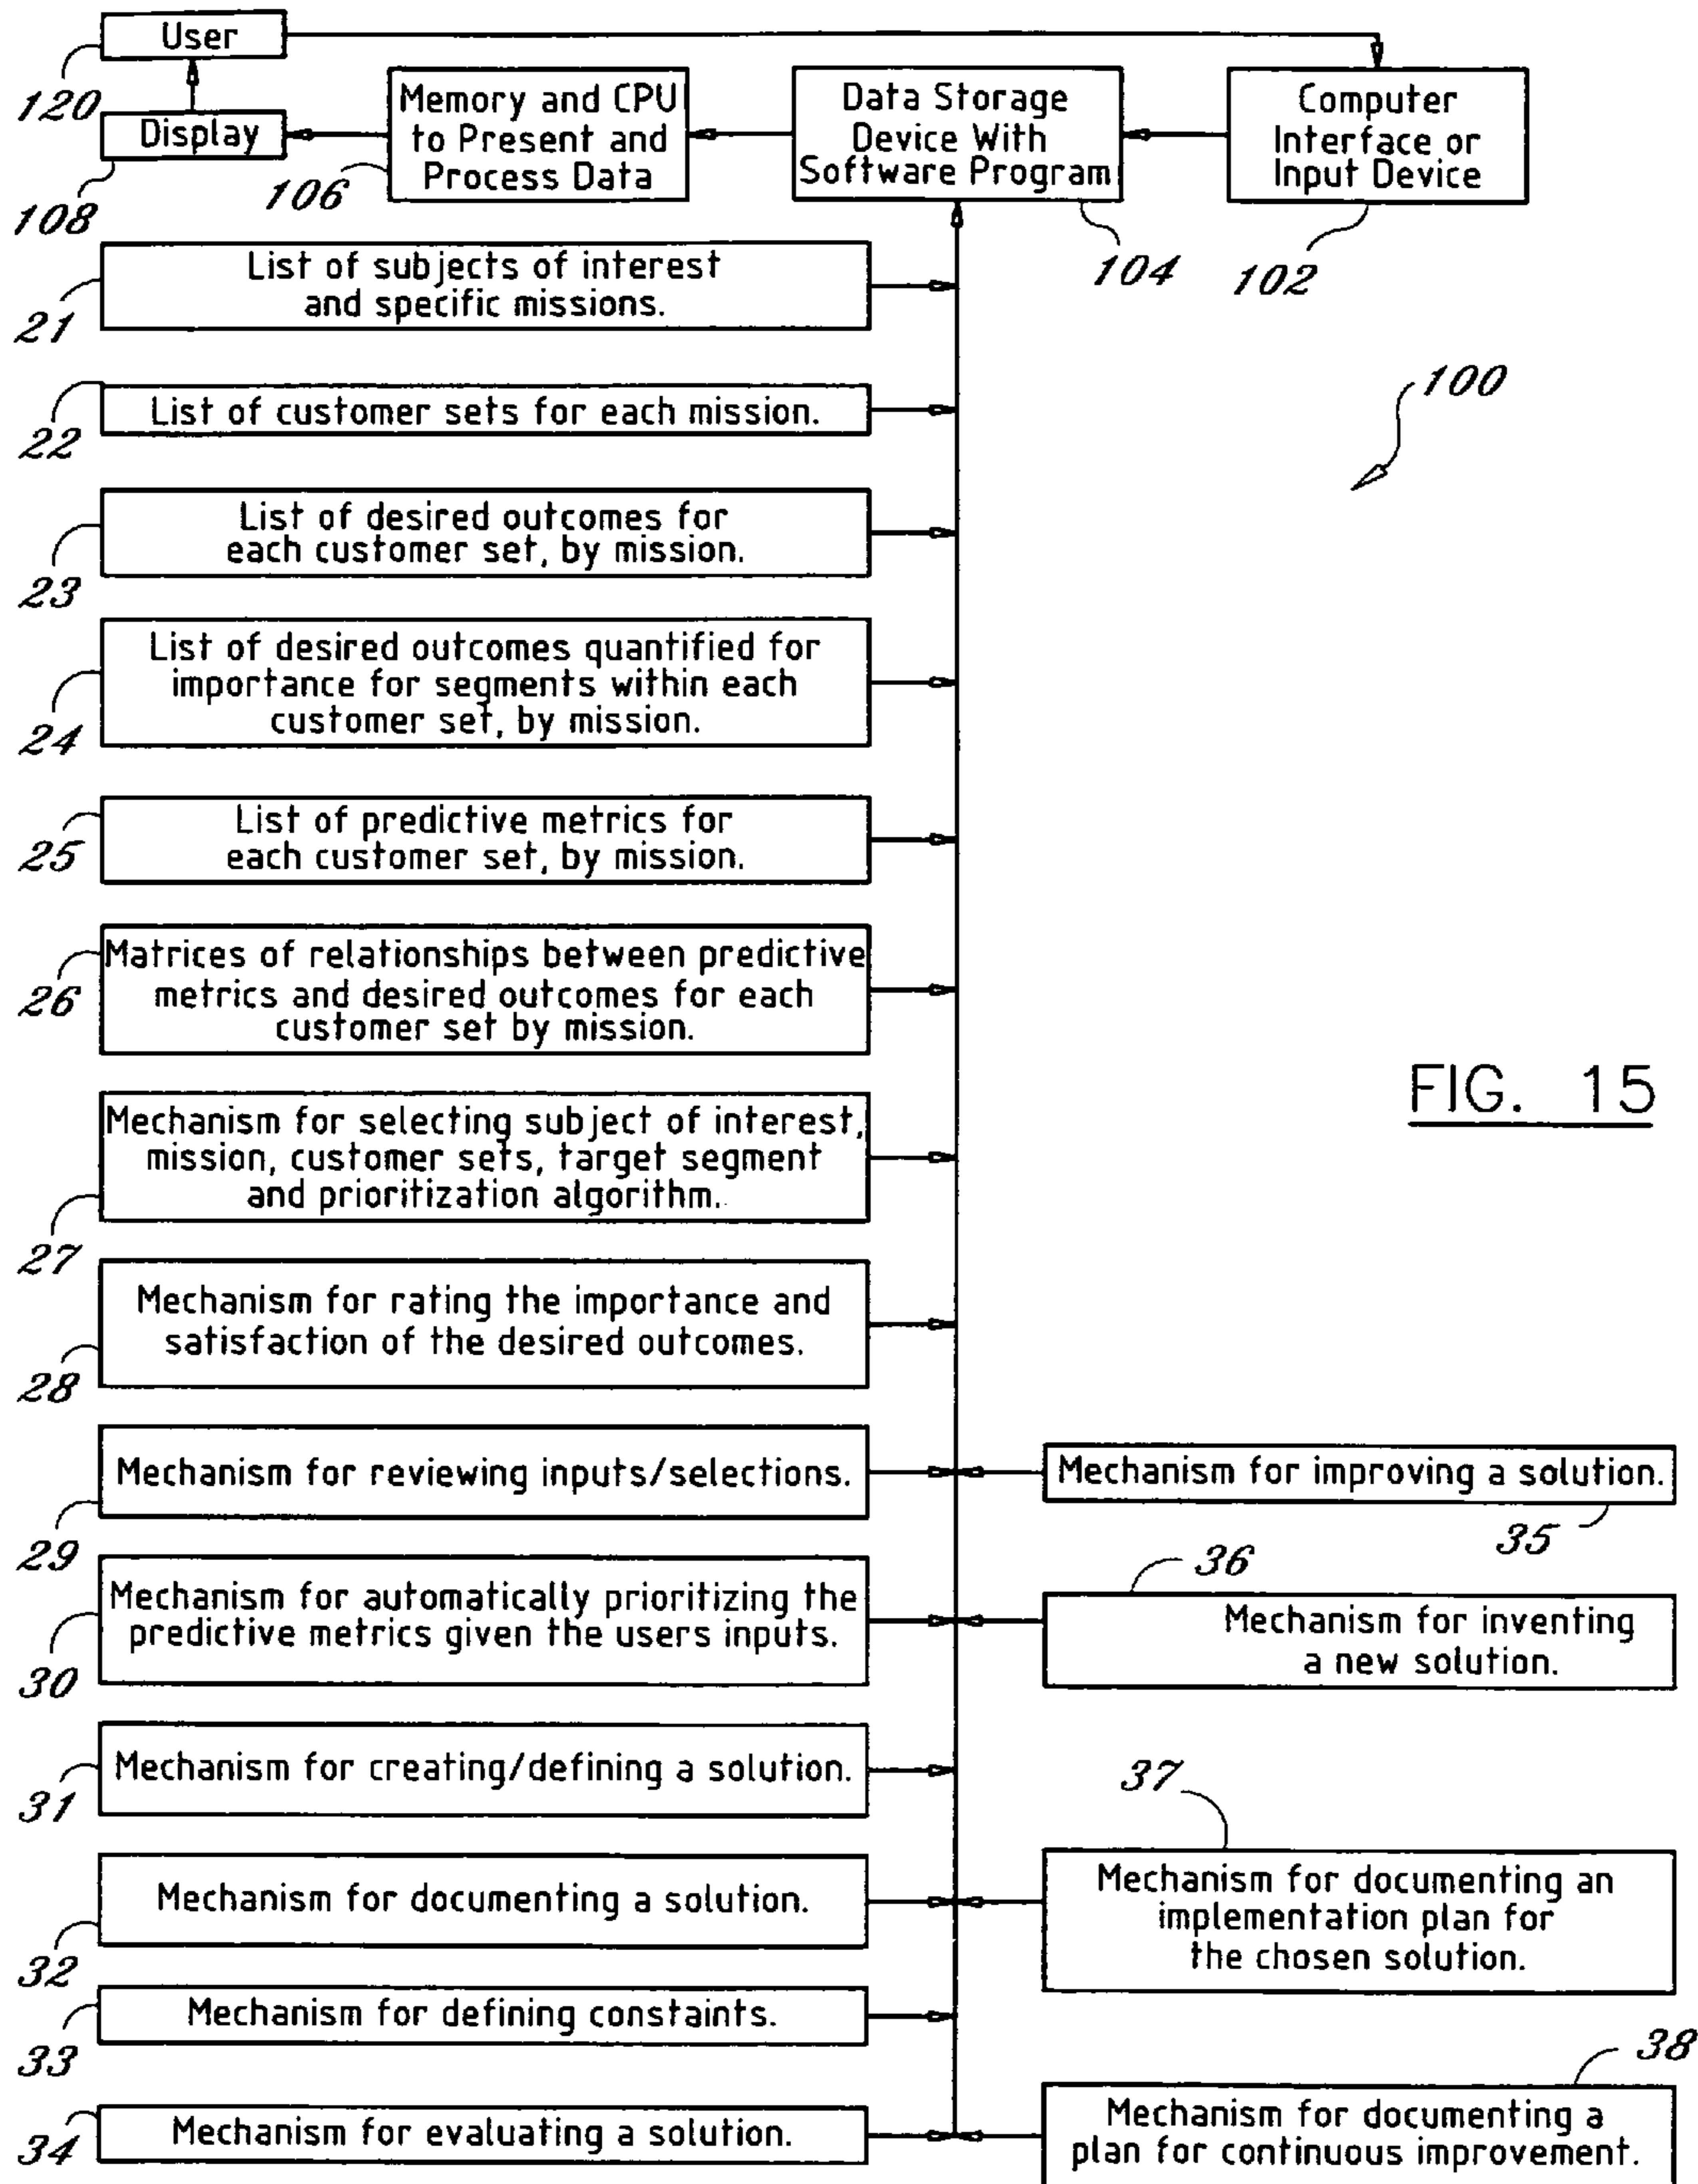 User
120
Display
108
Memory and CPU
to Present and
Process Data
106
Data Storage
Device With
Software Program
104
Computer
Interface or
Input Device
102
100
List of subjects of interest
and specific missions.
21
List of customer sets for each mission.
22
List of desired outcomes for
each customer set, by mission.
23
List of desired outcomes quantified for
importance for segments within each
customer set, by mission.
24
List of predictive metrics for
each customer set, by mission.
25
Matrices of relationships between predictive
metrics and desired outcomes for each
customer set by mission.
26
Mechanism for selecting subject of interest,
mission, customer sets, target segment
and prioritization algorithm.
27
Mechanism for rating the importance and
satisfaction of the desired outcomes.
28
Mechanism for reviewing inputs/selections.
29
Mechanism for automatically prioritizing the
predictive metrics given the users inputs.
30
Mechanism for creating/defining a solution.
31
Mechanism for documenting a solution.
32
Mechanism for defining constaints.
33
Mechanism for evaluating a solution.
34
FIG. 15
Mechanism for improving a solution.
35
36
Mechanism for inventing
a new solution.
37
Mechanism for documenting an
implementation plan for
the chosen solution.
38
Mechanism for documenting a
plan for continuous improvement.